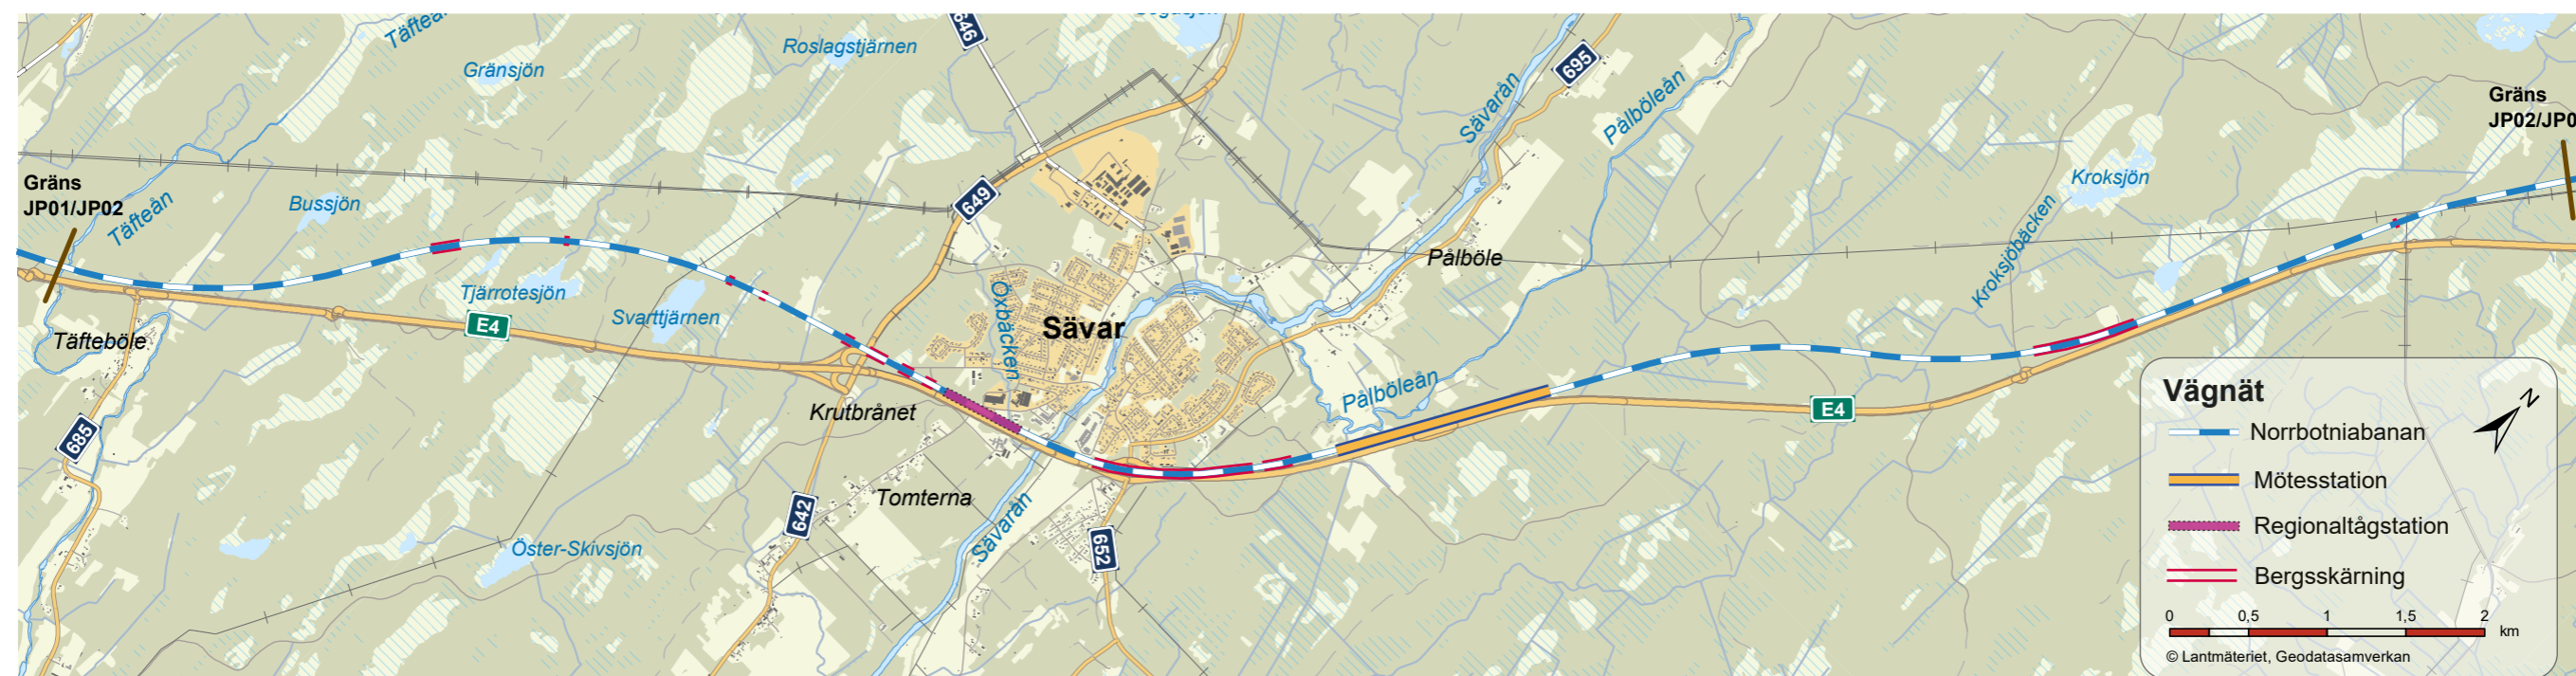 Täfteån
646
Roslagstjärnen
Gränsjön
695
Sävarån
Pålböleån
Gräns
JP02/JP0
Gräns
JP01/JP02
Täfteån
Bussjön
649
Kroksjön
Kroksjöbäcken
Pålböle
Tjärrotesjön
Svarttjärnen
E4
Öxbäcken
Sävar
Täfteböle
Krutbrånet
Pålböleån
E4
685
642
Tomterna
Sävarån
652
Öster-Skivsjön
Vägnät
N
Norrbotniabanan
Mötesstation
Regionaltågstation
Bergsskärning
0 0,5 1 1,5 2
km
© Lantmäteriet, Geodatasamverkan